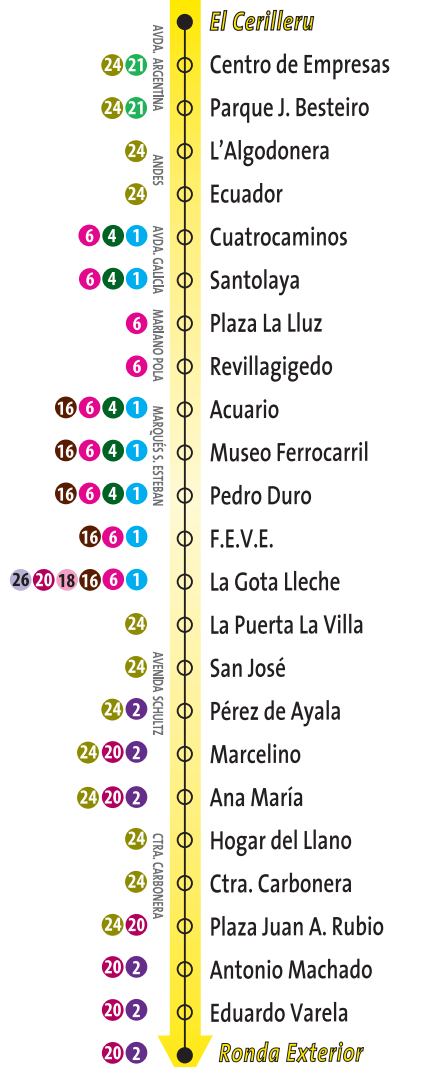 El Cerilleru
24 21 Centro de Empresas
AVDA. ARGENTINA
24 21 Parque J. Besteiro
24 L'Algodonera
ANDES
24 Ecuador
6 4 1 Cuatrocaminos
AVDA. GALICIA
6 4 1 Santolaya
6 Plaza La Lluz
MARIANO POLA
6 Revillagigedo
16 6 4 1 Acuario
MARQUÉS S. ESTEBAN
16 6 4 1 Museo Ferrocarril
16 6 4 1 Pedro Duro
16 6 1 F.E.V.E.
26 20 18 16 6 1 La Gota Lleche
24 La Puerta La Villa
24 San José
AVENIDA SCHULTZ
24 2 Pérez de Ayala
24 20 2 Marcelino
24 20 2 Ana María
24 Hogar del Llano
CTRA. CARBONERA
24 Ctra. Carbonera
24 20 Plaza Juan A. Rubio
20 2 Antonio Machado
20 2 Eduardo Varela
20 2 Ronda Exterior